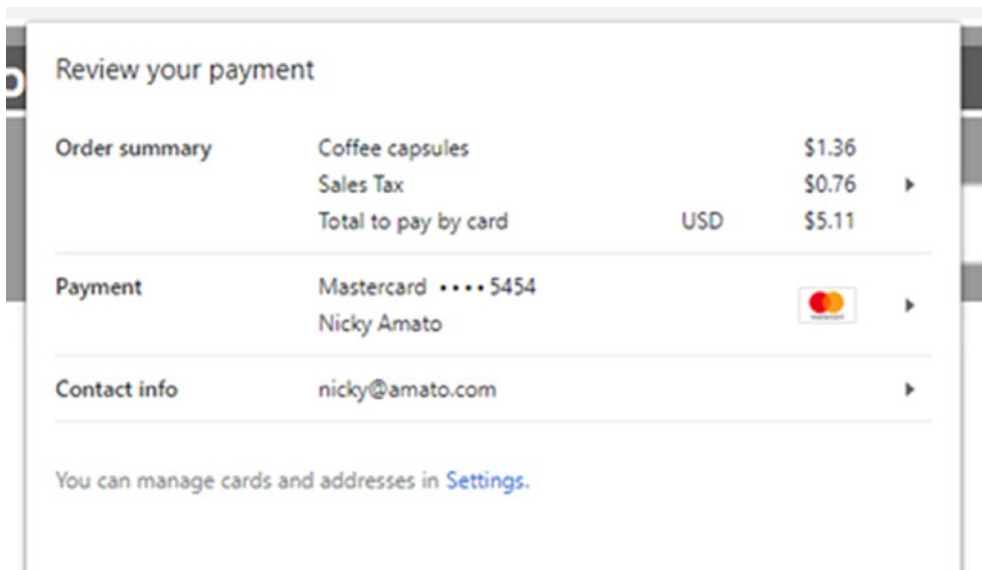 Review your payment
Order summary Coffee capsules $1.36
Sales Tax $0.76
Total to pay by card USD $5.11
Payment Mastercard •••• 5454
Nicky Amato
Contact info nicky@amato.com
You can manage cards and addresses in Settings.